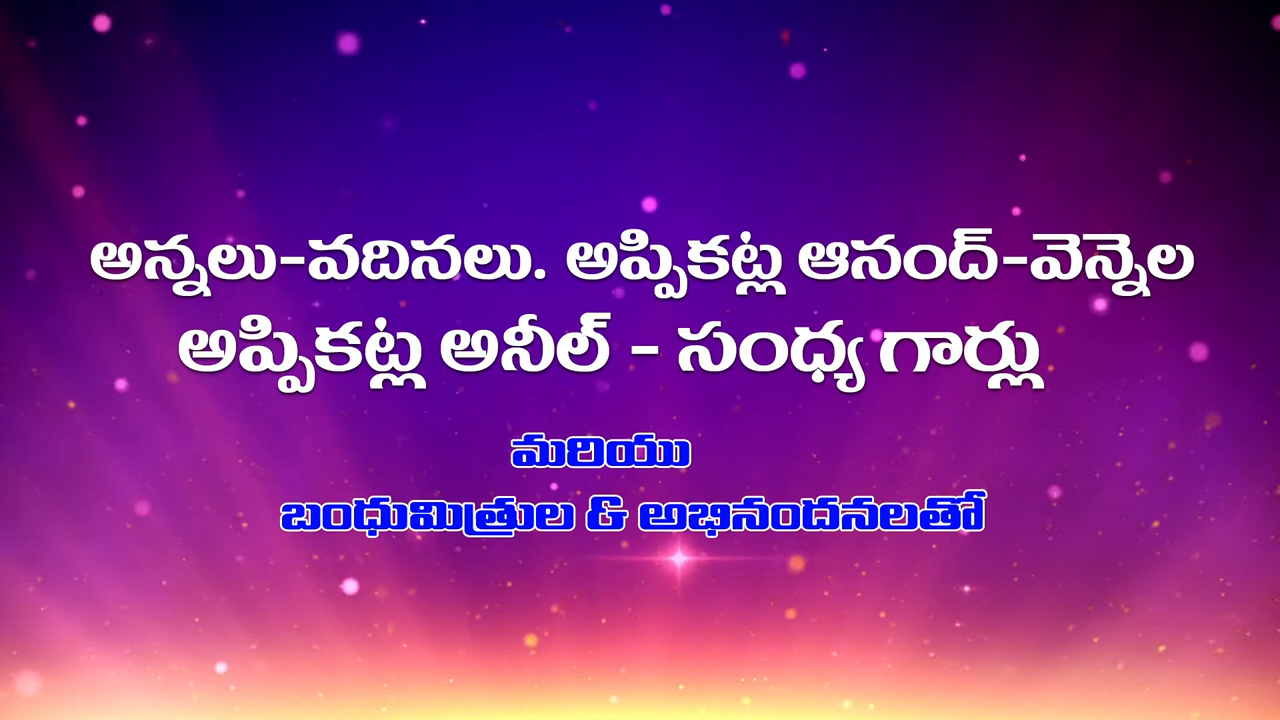 అన్నలు-వదినలు. అప్పికట్ల ఆనంద్-వెన్నెల
అప్పికట్ల అనీల్ - సంధ్య గార్లు
మరియు
బంధుమిత్రుల & అభినందనలతో